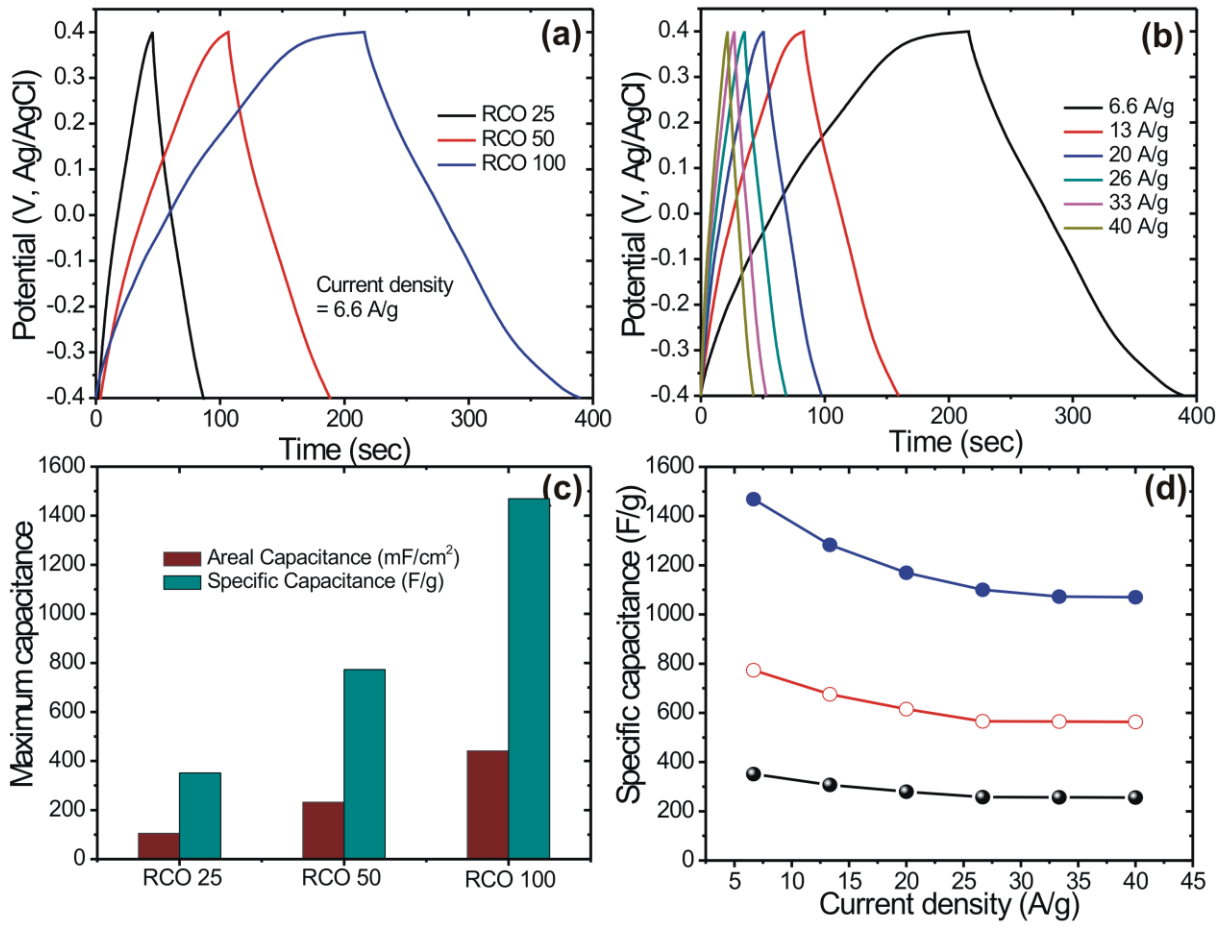 (a)
0.4
0.3
0.2
0.1
0.0
-0.1
-0.2
-0.3
-0.4
Potential (V, Ag/AgCl)
RCO 25
RCO 50
RCO 100
Current density
= 6.6 A/g
0 100 200 300 400
Time (sec)
(b)
0.4
0.3
0.2
0.1
0.0
-0.1
-0.2
-0.3
-0.4
Potential (V, Ag/AgCl)
6.6 A/g
13 A/g
20 A/g
26 A/g
33 A/g
40 A/g
0 100 200 300 400
Time (sec)
(c)
1600
1400
1200
1000
800
600
400
200
0
Maximum capacitance
Areal Capacitance (mF/cm²)
Specific Capacitance (F/g)
RCO 25 RCO 50 RCO 100
(d)
1600
1400
1200
1000
800
600
400
200
0
Specific capacitance (F/g)
5 10 15 20 25 30 35 40 45
Current density (A/g)